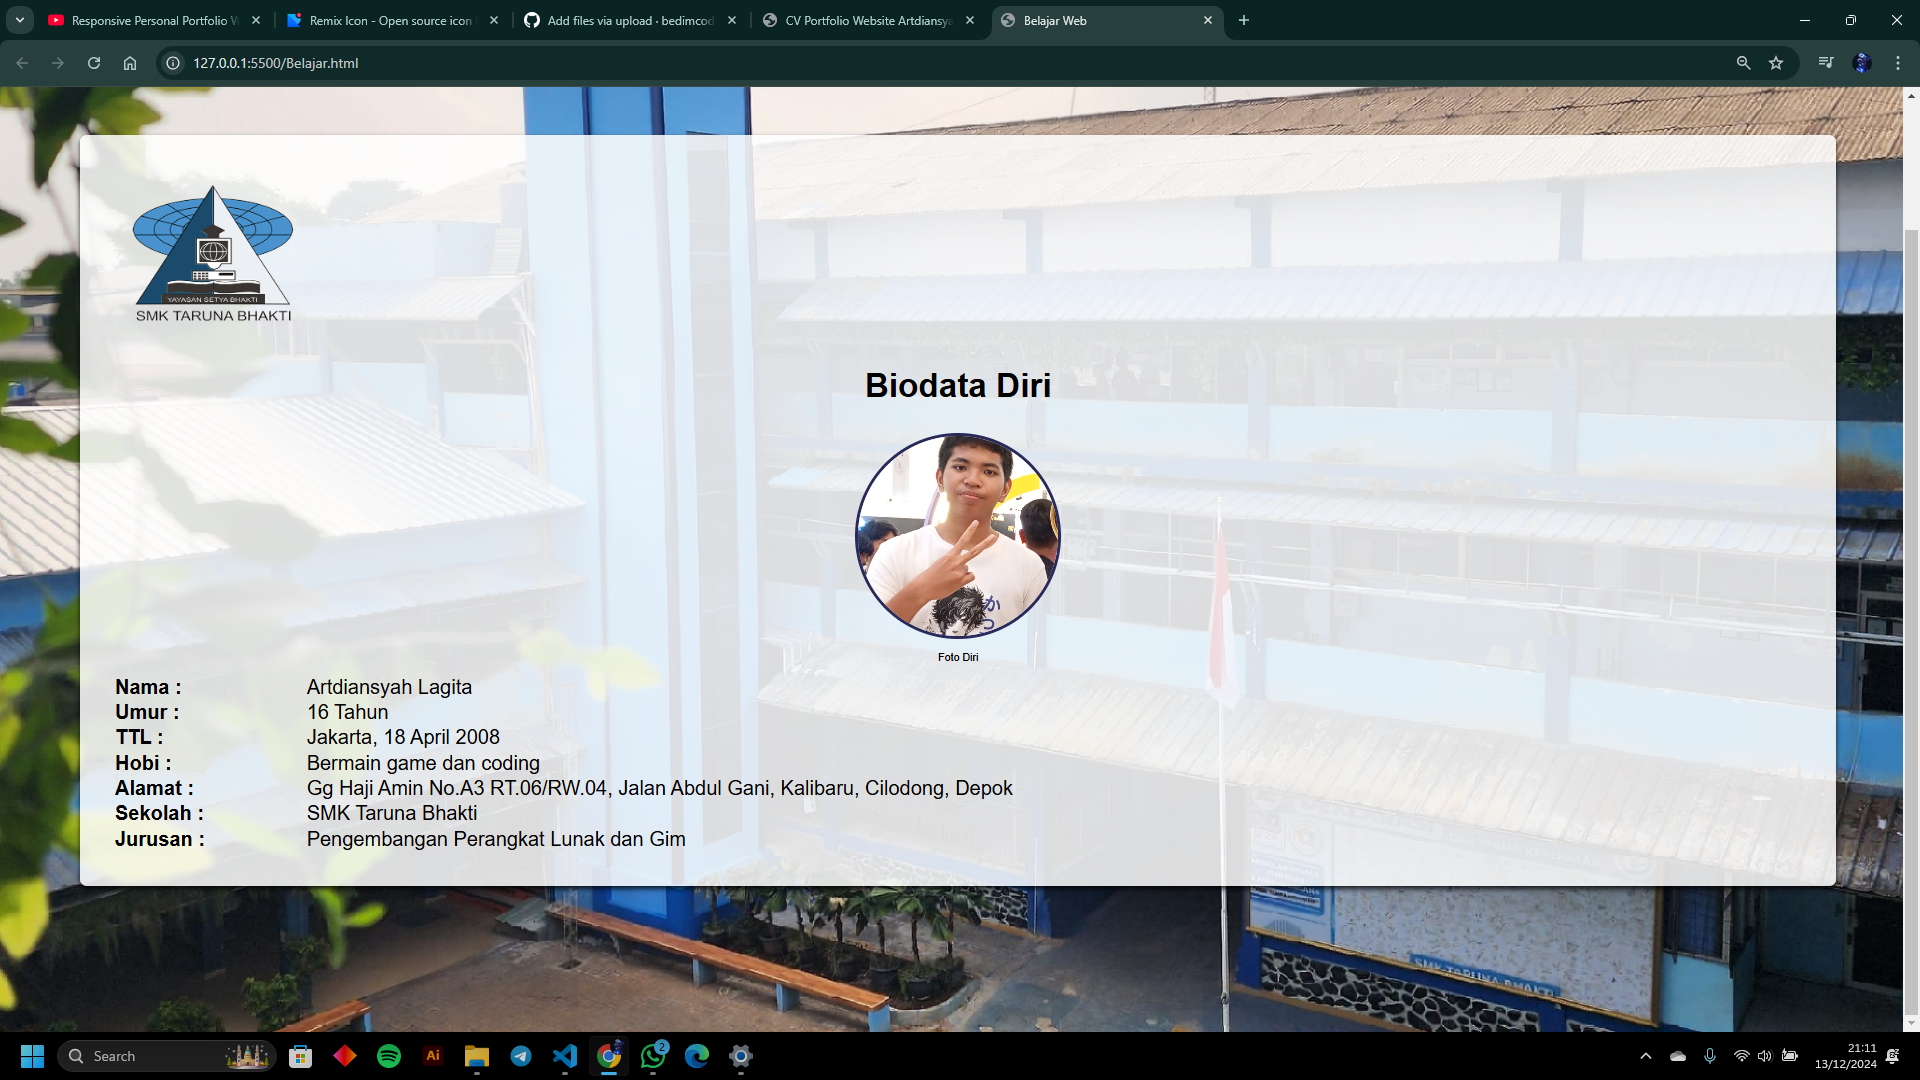 Responsive Personal Portfolio W
Remix Icon - Open source icon
Add files via upload · bedimcod
CV Portfolio Website Artdiansya
Belajar Web
127.0.0.1:5500/Belajar.html
YAYASAN SETYA BHAKTI
SMK TARUNA BHAKTI
Biodata Diri
かつ
Foto Diri
Nama : Artdiansyah Lagita
Umur : 16 Tahun
TTL : Jakarta, 18 April 2008
Hobi : Bermain game dan coding
Alamat : Gg Haji Amin No.A3 RT.06/RW.04, Jalan Abdul Gani, Kalibaru, Cilodong, Depok
Sekolah : SMK Taruna Bhakti
Jurusan : Pengembangan Perangkat Lunak dan Gim
SMK TARUNA BHAKTI
Search
Ai
2
21:11
13/12/2024